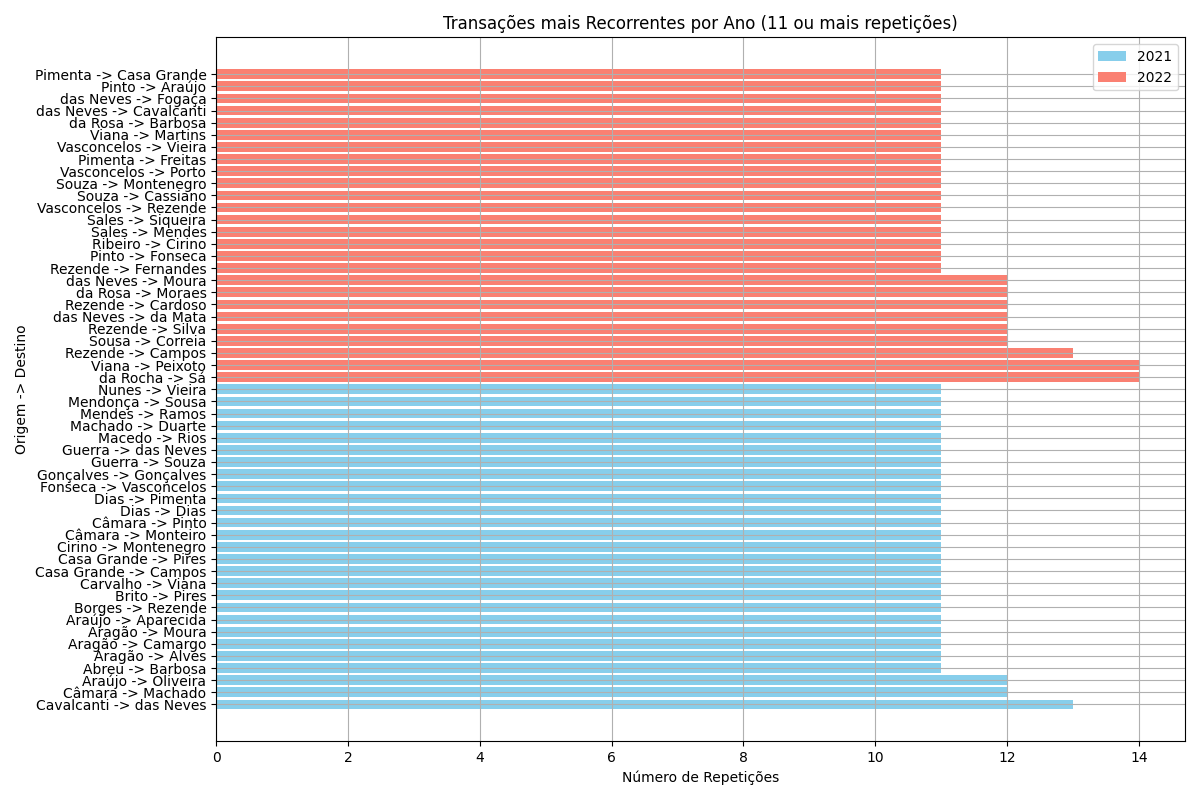 Transações mais Recorrentes por Ano (11 ou mais repetições)
2021
2022
Pimenta -> Casa Grande
Pinto -> Araújo
das Neves -> Fogaça
das Neves -> Cavalcanti
da Rosa -> Barbosa
Viana -> Martins
Vasconcelos -> Vieira
Pimenta -> Freitas
Vasconcelos -> Porto
Souza -> Montenegro
Souza -> Cassiano
Vasconcelos -> Rezende
Sales -> Siqueira
Sales -> Mendes
Ribeiro -> Cirino
Pinto -> Fonseca
Rezende -> Fernandes
das Neves -> Moura
da Rosa -> Moraes
Rezende -> Cardoso
das Neves -> da Mata
Rezende -> Silva
Sousa -> Correia
Rezende -> Campos
Viana -> Peixoto
da Rocha -> Sá
Nunes -> Vieira
Mendonça -> Sousa
Mendes -> Ramos
Machado -> Duarte
Macedo -> Rios
Guerra -> das Neves
Guerra -> Souza
Gonçalves -> Gonçalves
Fonseca -> Vasconcelos
Dias -> Pimenta
Dias -> Dias
Câmara -> Pinto
Câmara -> Monteiro
Cirino -> Montenegro
Casa Grande -> Pires
Casa Grande -> Campos
Carvalho -> Viana
Brito -> Pires
Borges -> Rezende
Araújo -> Aparecida
Aragão -> Moura
Aragão -> Camargo
Aragão -> Alves
Abreu -> Barbosa
Araújo -> Oliveira
Câmara -> Machado
Cavalcanti -> das Neves
Origem -> Destino
0 2 4 6 8 10 12 14
Número de Repetições